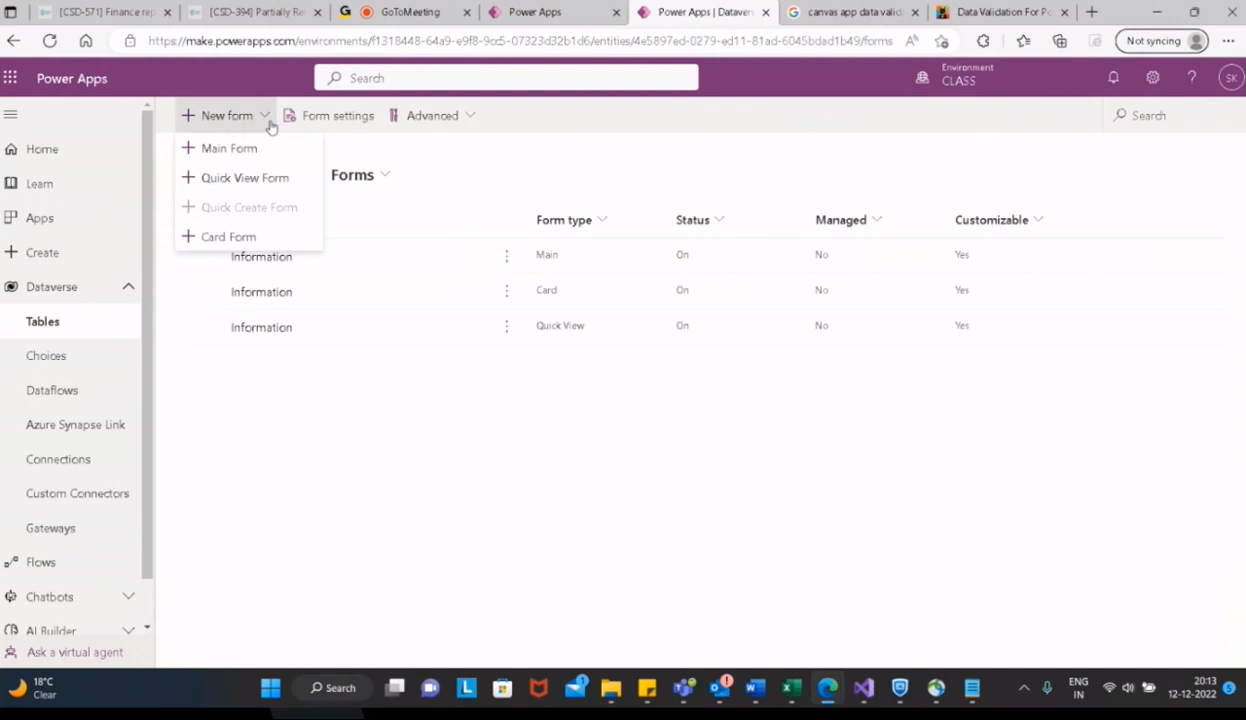 [CSD-571] Finance rep
[CSD-394] Partially Re
GoToMeeting
Power Apps
Power Apps | Datavers
canvas app data valid
Data Validation For Po
https://make.powerapps.com/environments/f1318448-64a9-e9f8-9cc5-07323d32b1d6/entities/4e5897ed-0279-ed11-81ad-6045bdad1b49/forms
Not syncing
Power Apps
Search
Environment
CLASS
SK
New form
Form settings
Advanced
Search
Home
Learn
Apps
Create
Dataverse
Tables
Choices
Dataflows
Azure Synapse Link
Connections
Custom Connectors
Gateways
Flows
Chatbots
AI Builder
Ask a virtual agent
Main Form
Quick View Form
Quick Create Form
Card Form
Forms
Form type Status Managed Customizable
Information Main On No Yes
Information Card On No Yes
Information Quick View On No Yes
18°C
Clear
Search
ENG
IN
20:13
12-12-2022
5